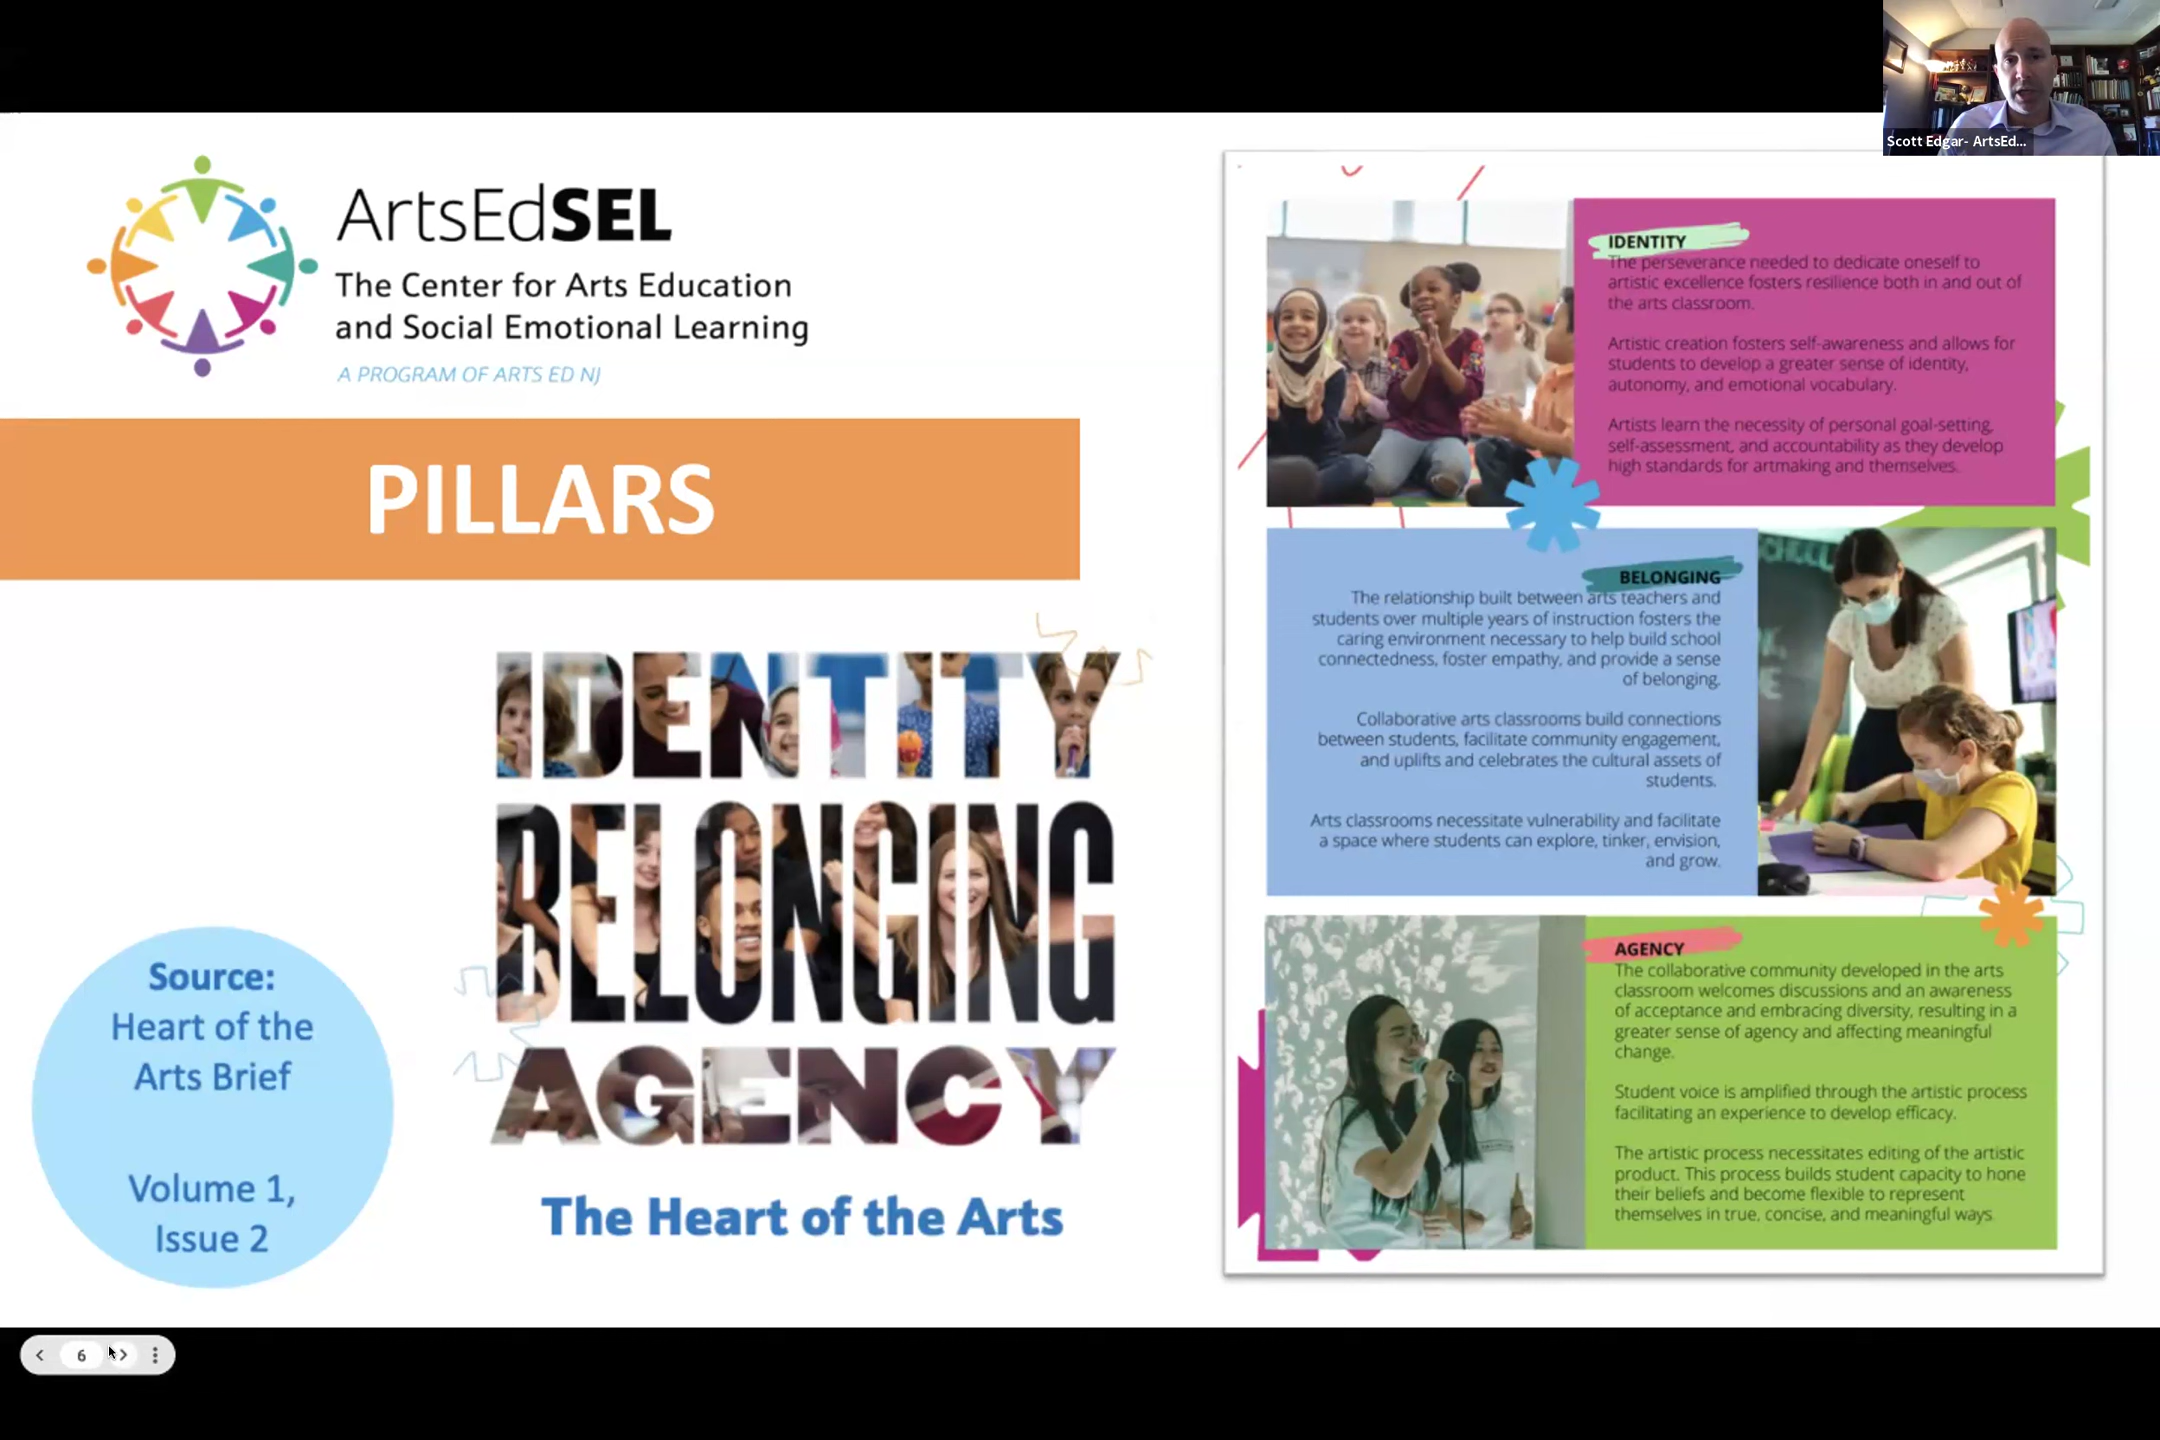 Scott Edgar- ArtsEd...
ArtsEdSEL
The Center for Arts Education
and Social Emotional Learning
A PROGRAM OF ARTS ED NJ
PILLARS
IDENTITY
BELONGING
AGENCY
The Heart of the Arts
Source:
Heart of the
Arts Brief
Volume 1,
Issue 2
IDENTITY
The perseverance needed to dedicate oneself to
artistic excellence fosters resilience both in and out of
the arts classroom.
Artistic creation fosters self-awareness and allows for
students to develop a greater sense of identity,
autonomy, and emotional vocabulary.
Artists learn the necessity of personal goal-setting,
self-assessment, and accountability as they develop
high standards for artmaking and themselves.
BELONGING
The relationship built between arts teachers and
students over multiple years of instruction fosters the
caring environment necessary to help build school
connectedness, foster empathy, and provide a sense
of belonging.
Collaborative arts classrooms build connections
between students, facilitate community engagement,
and uplifts and celebrates the cultural assets of
students.
Arts classrooms necessitate vulnerability and facilitate
a space where students can explore, tinker, envision,
and grow.
AGENCY
The collaborative community developed in the arts
classroom welcomes discussions and an awareness
of acceptance and embracing diversity, resulting in a
greater sense of agency and affecting meaningful
change.
Student voice is amplified through the artistic process
facilitating an experience to develop efficacy.
The artistic process necessitates editing of the artistic
product. This process builds student capacity to hone
their beliefs and become flexible to represent
themselves in true, concise, and meaningful ways.
6